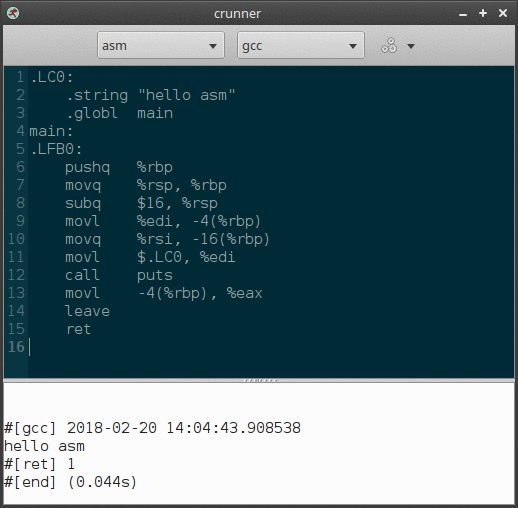 crunner
asm gcc
1 .LC0:
2 .string "hello asm"
3 .globl main
4 main:
5 .LFB0:
6 pushq %rbp
7 movq %rsp, %rbp
8 subq $16, %rsp
9 movl %edi, -4(%rbp)
10 movq %rsi, -16(%rbp)
11 movl $.LC0, %edi
12 call puts
13 movl -4(%rbp), %eax
14 leave
15 ret
16
#[gcc] 2018-02-20 14:04:43.908538
hello asm
#[ret] 1
#[end] (0.044s)